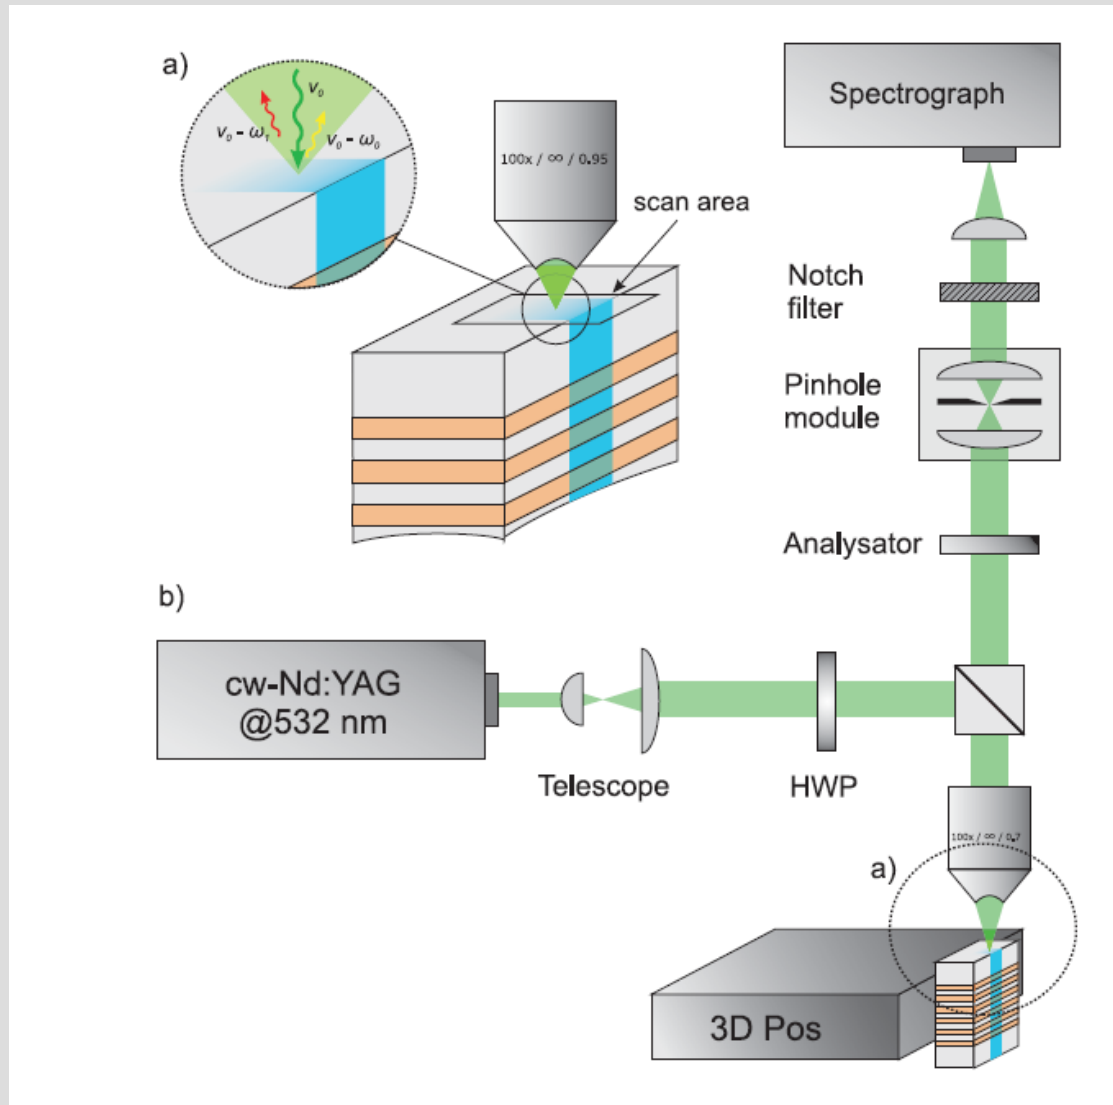 a)
ν₀
ν₀ - ω₁
ν₀ - ω₀
100x / ∞ / 0.95
scan area
Spectrograph
Notch
filter
Pinhole
module
Analysator
b)
cw-Nd:YAG
@532 nm
Telescope
HWP
100x / ∞ / 0.7
a)
3D Pos